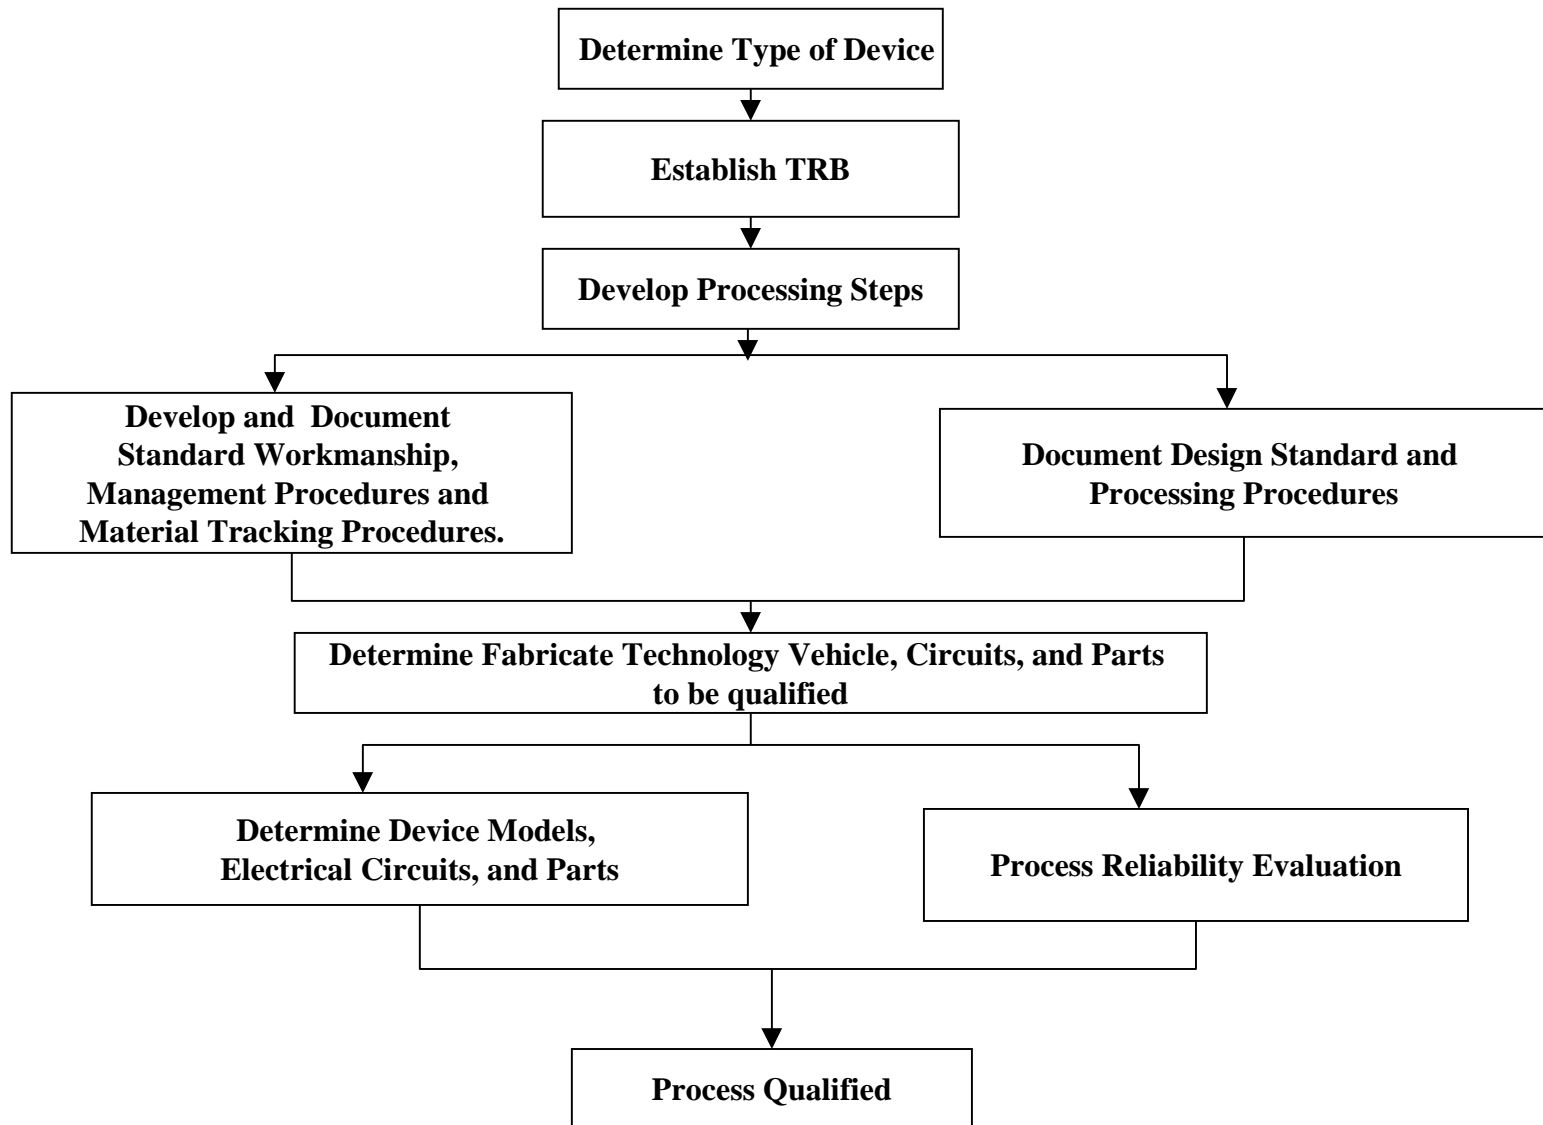 Determine Type of Device
Establish TRB
Develop Processing Steps
Develop and Document
Standard Workmanship,
Management Procedures and
Material Tracking Procedures.
Document Design Standard and
Processing Procedures
Determine Fabricate Technology Vehicle, Circuits, and Parts
to be qualified
Determine Device Models,
Electrical Circuits, and Parts
Process Reliability Evaluation
Process Qualified